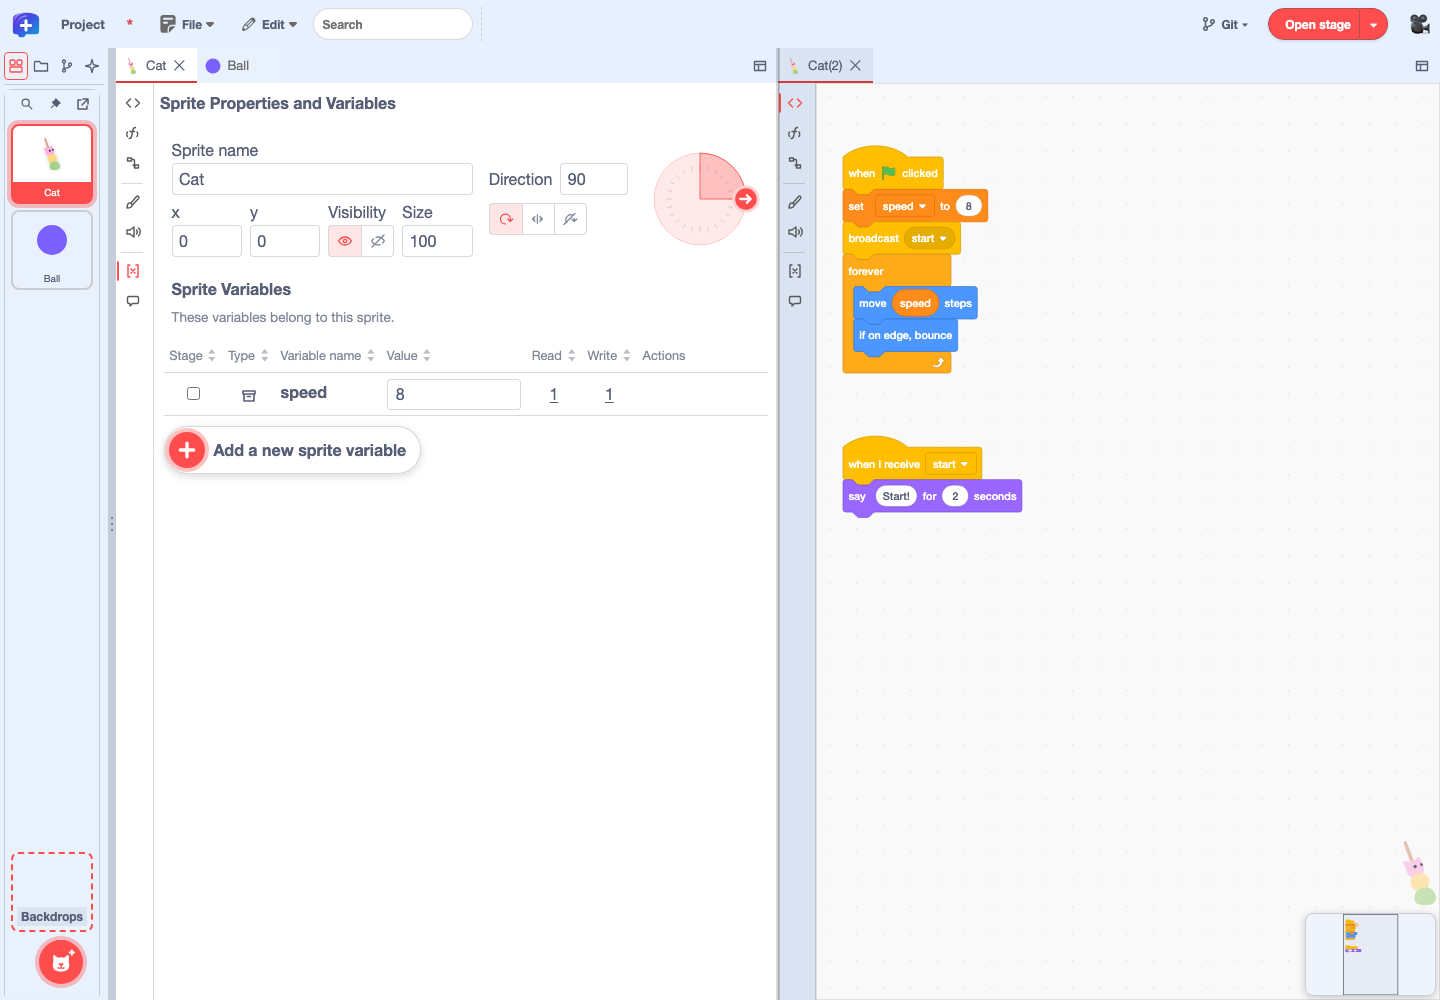 Project * File Edit Search Git Open stage
Cat Ball
Cat(2)
Sprite Properties and Variables
Sprite name
Cat
Direction 90
x y Visibility Size
0 0 100
Sprite Variables
These variables belong to this sprite.
Stage Type Variable name Value Read Write Actions
speed 8 1 1
Add a new sprite variable
Cat
Ball
Backdrops
when clicked
set speed to 8
broadcast start
forever
move speed steps
if on edge, bounce
when I receive start
say Start! for 2 seconds